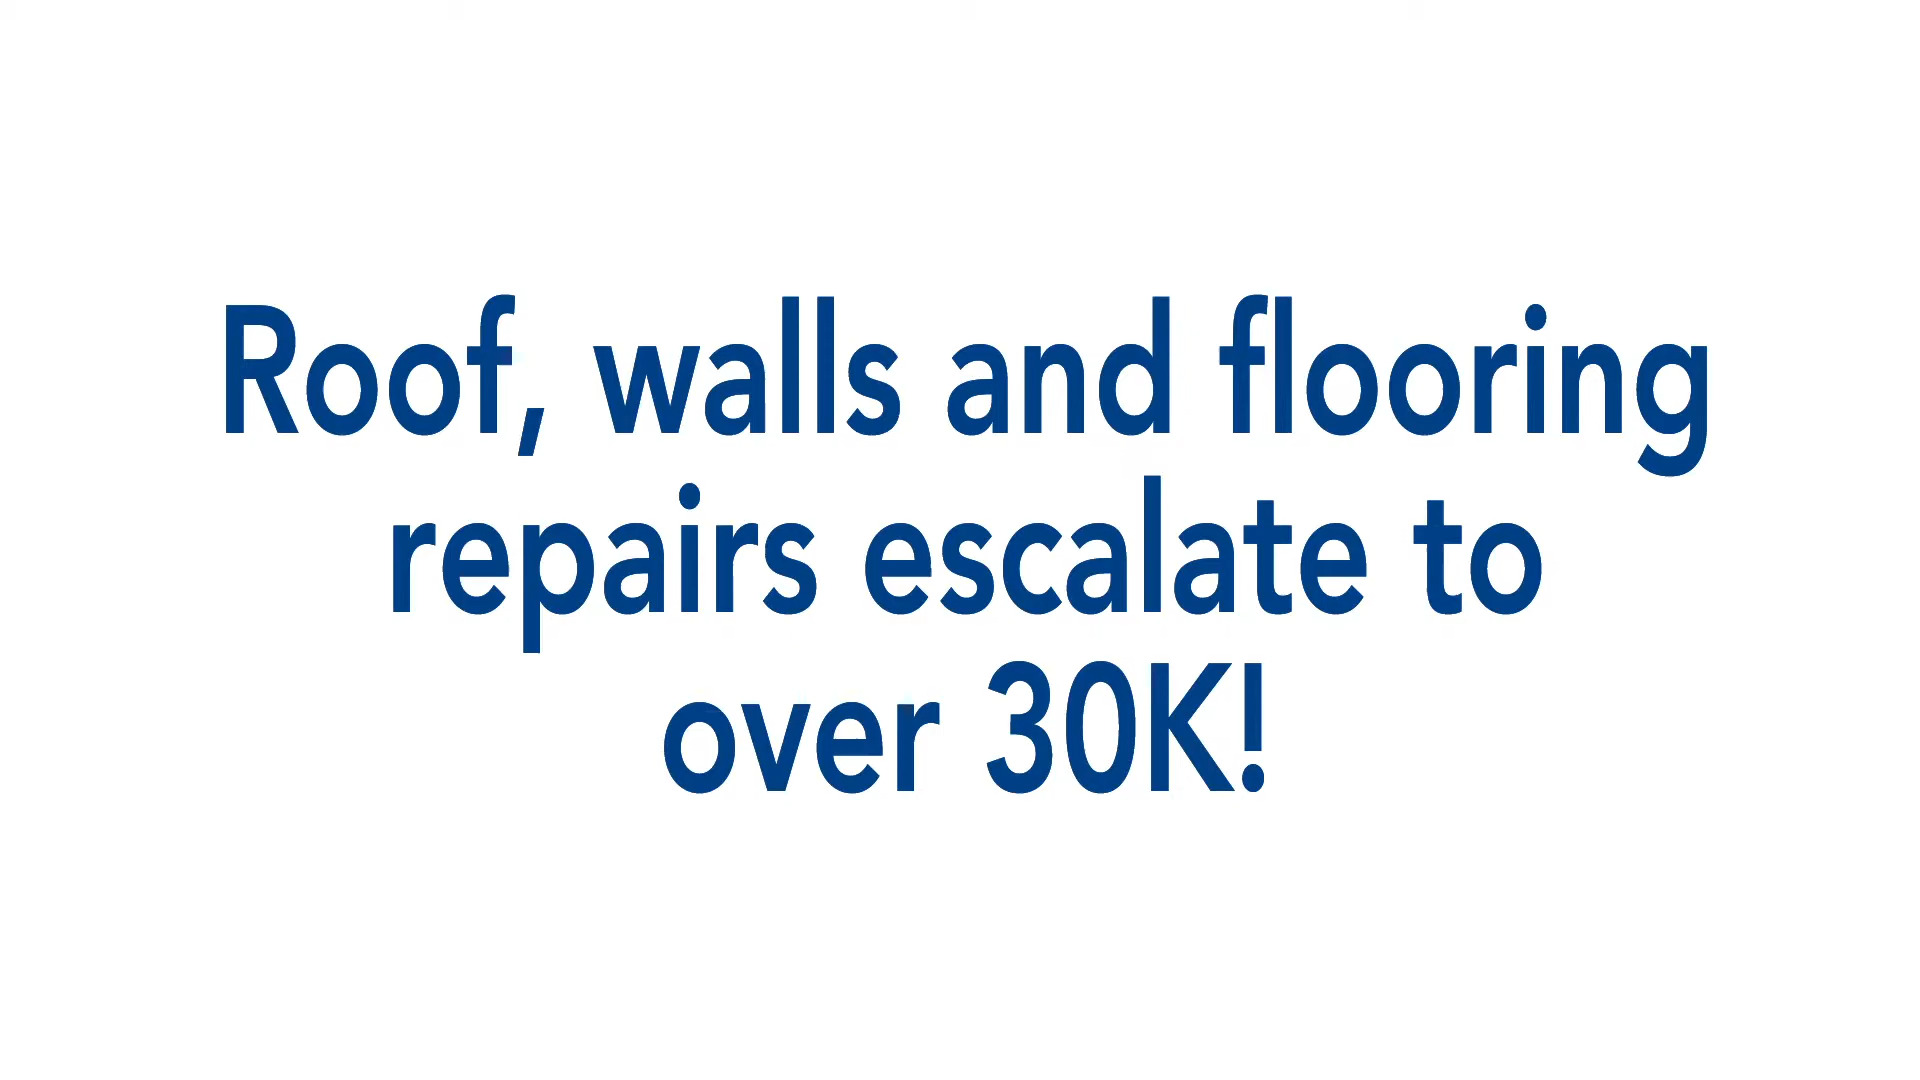 Roof, walls and flooring
repairs escalate to
over 30K!